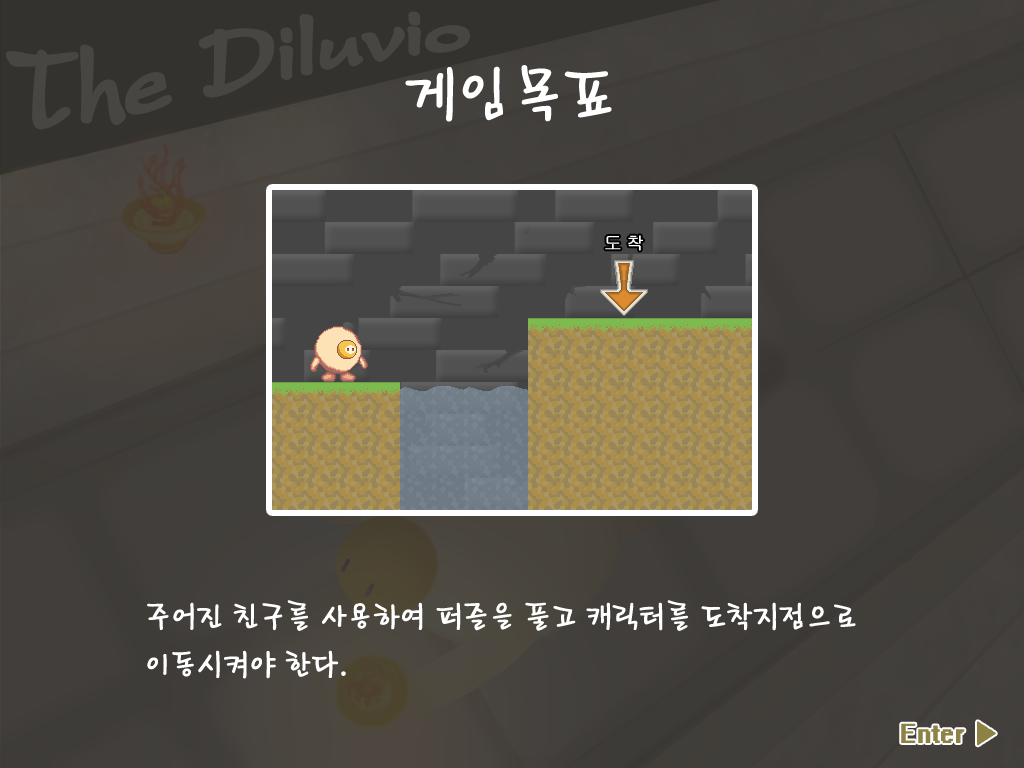 The Diluvio
게임목표
도착
주어진 친구를 사용하여 퍼즐을 풀고 캐릭터를 도착지점으로
이동시켜야 한다.
Enter